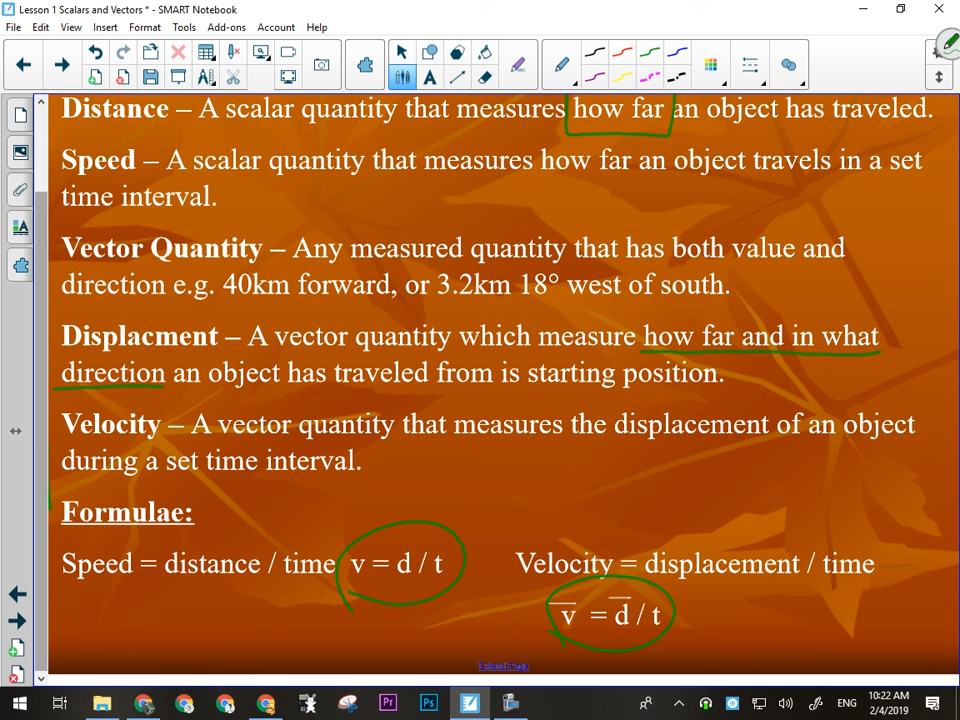 Lesson 1 Scalars and Vectors * - SMART Notebook
File Edit View Insert Format Tools Add-ons Account Help
Distance – A scalar quantity that measures how far an object has traveled.
Speed – A scalar quantity that measures how far an object travels in a set
time interval.
Vector Quantity – Any measured quantity that has both value and
direction e.g. 40km forward, or 3.2km 18° west of south.
Displacment – A vector quantity which measure how far and in what
direction an object has traveled from is starting position.
Velocity – A vector quantity that measures the displacement of an object
during a set time interval.
Formulae:
Speed = distance / time v = d / t Velocity = displacement / time
v = d / t
Extend Page
ENG
10:22 AM
2/4/2019